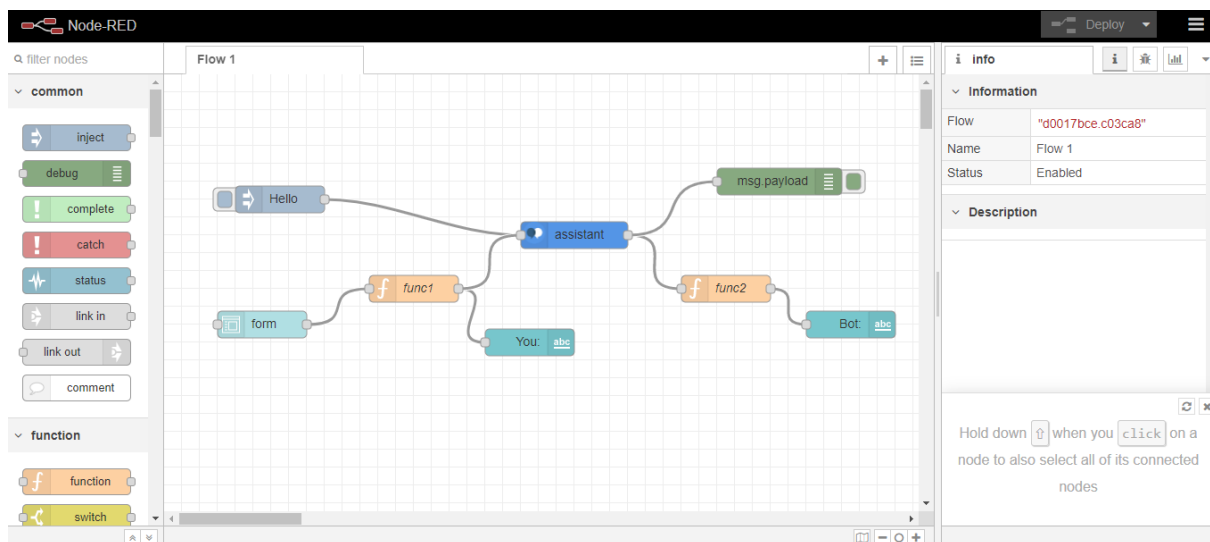 Node-RED
Deploy
filter nodes
Flow 1
i info
i
common
Information
inject
Flow "d0017bce.c03ca8"
Name Flow 1
debug
Status Enabled
msg.payload
Hello
complete
Description
catch
assistant
status
func1
func2
link in
form
Bot: abc
You: abc
link out
comment
function
Hold down ⇧ when you click on a
node to also select all of its connected
nodes
f function
switch